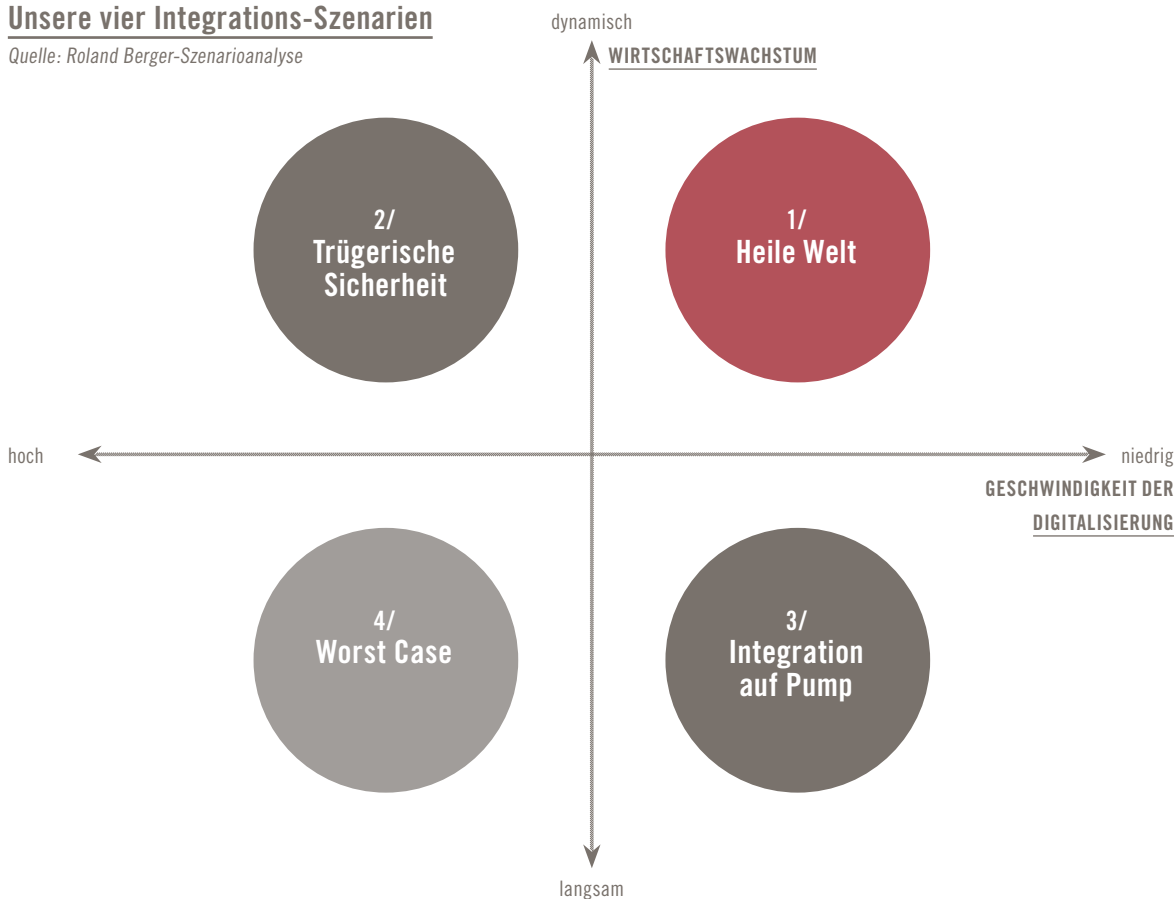 Unsere vier Integrations-Szenarien
Quelle: Roland Berger-Szenarioanalyse
dynamisch
WIRTSCHAFTSWACHSTUM
2/
Trügerische
Sicherheit
1/
Heile Welt
hoch
niedrig
GESCHWINDIGKEIT DER
DIGITALISIERUNG
4/
Worst Case
3/
Integration
auf Pump
langsam